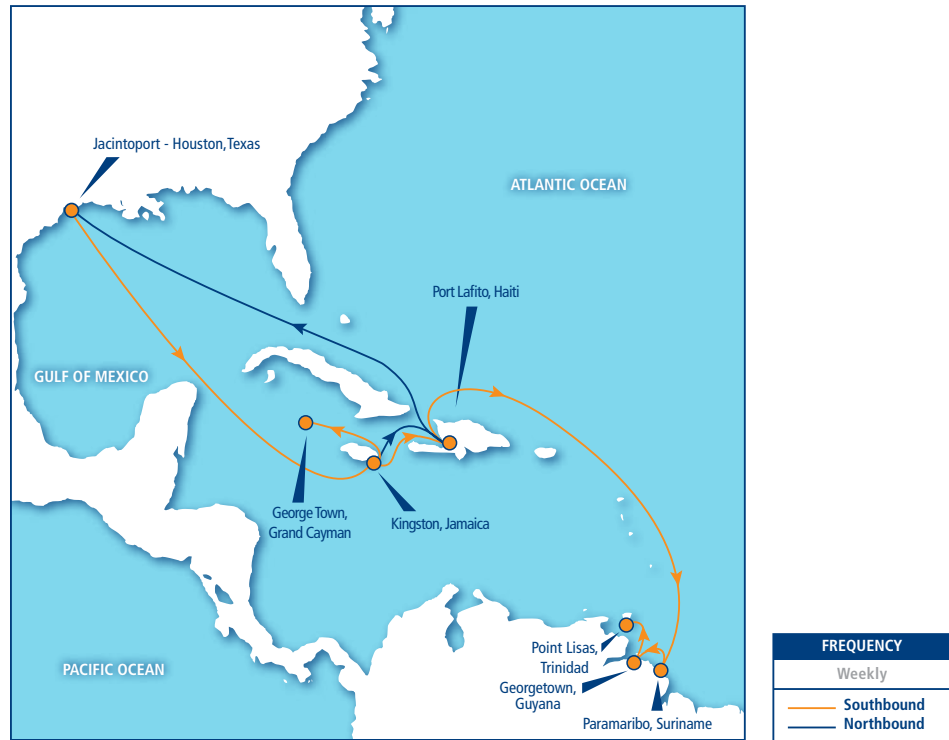 Jacintoport - Houston, Texas
ATLANTIC OCEAN
Port Lafito, Haiti
GULF OF MEXICO
George Town,
Grand Cayman
Kingston, Jamaica
Point Lisas,
Trinidad
Georgetown,
Guyana
Paramaribo, Suriname
PACIFIC OCEAN
FREQUENCY
Weekly
Southbound
Northbound